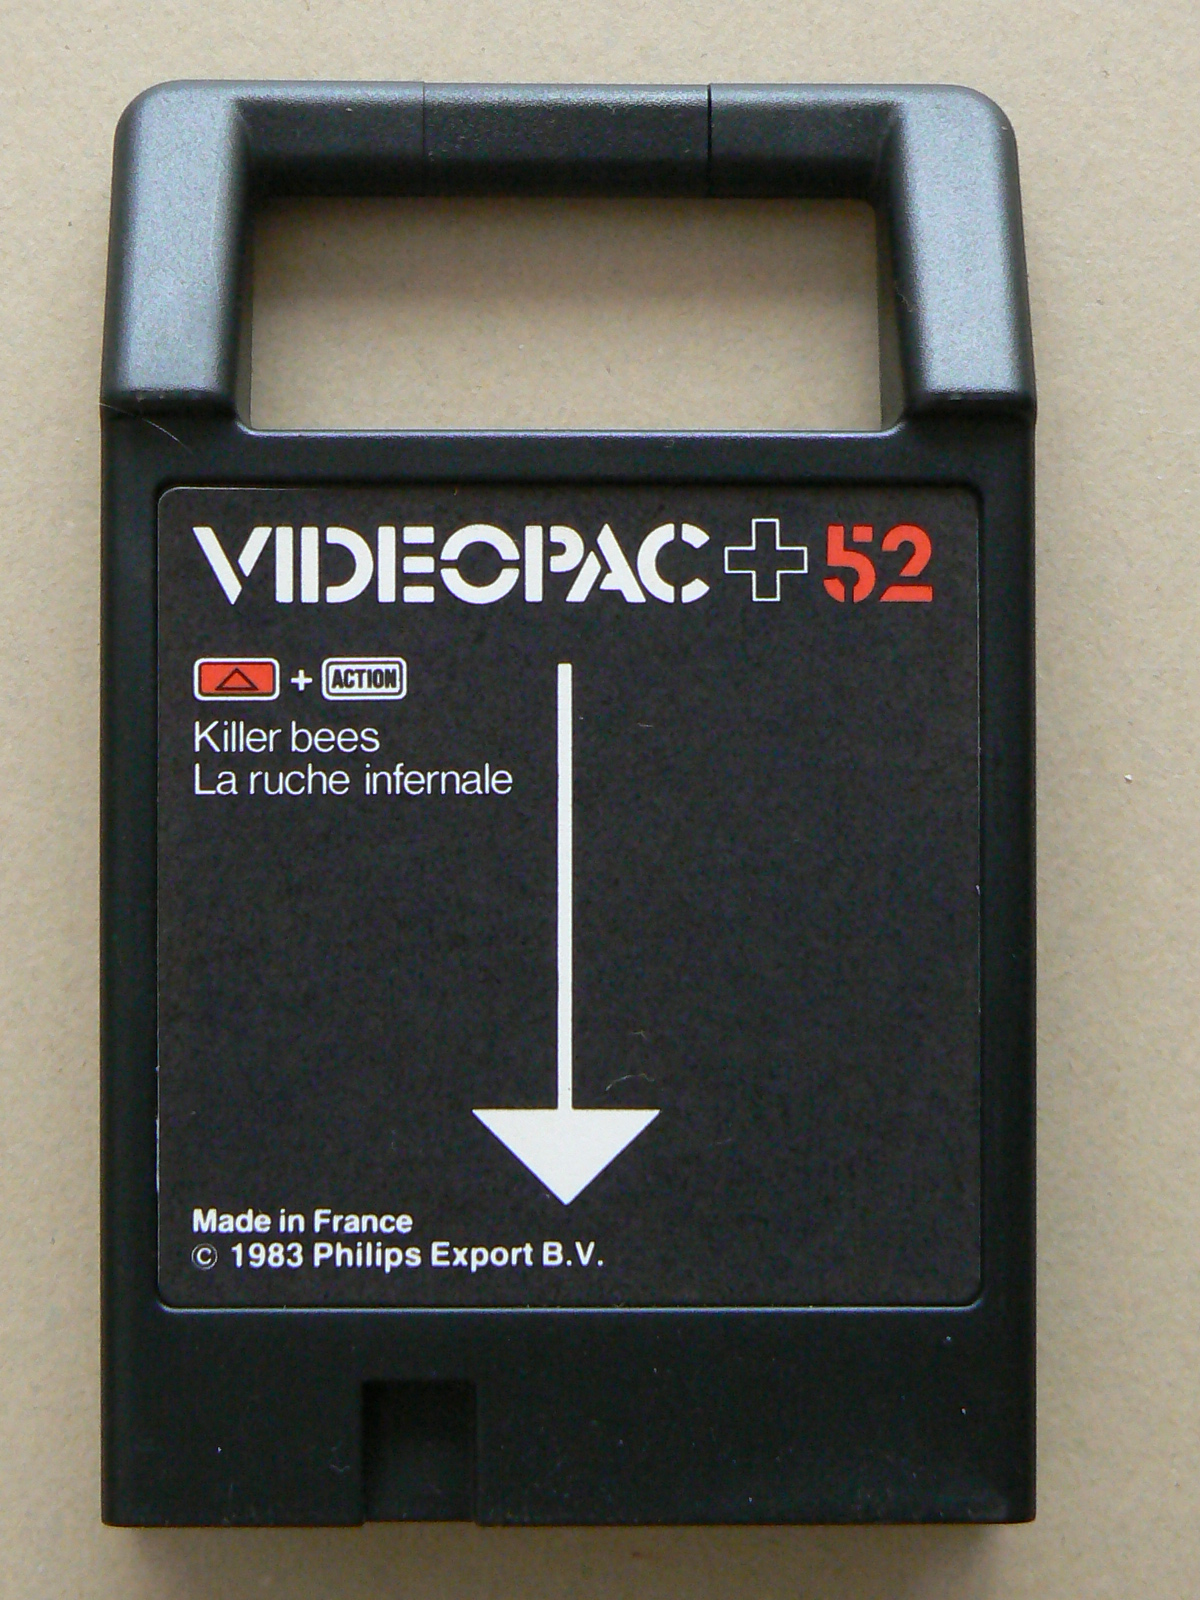 VIDEOPAC + 52
+ ACTION
Killer bees
La ruche infernale
Made in France
© 1983 Philips Export B.V.